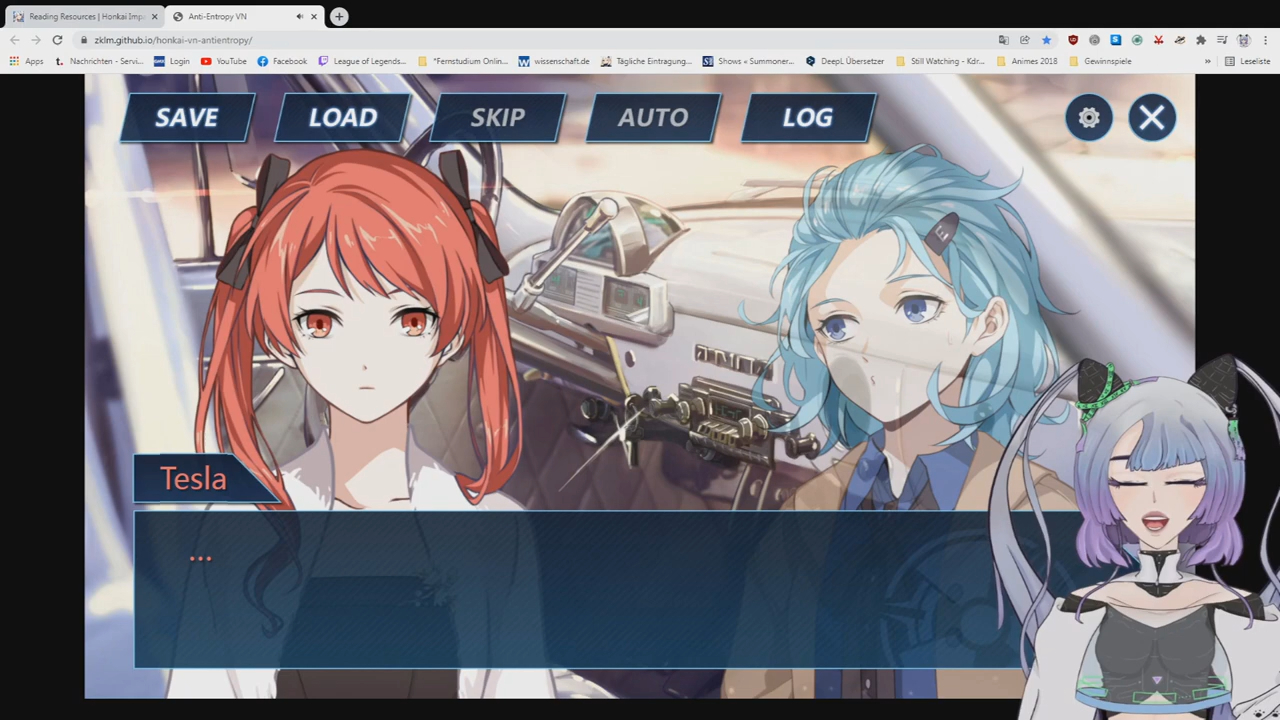 Reading Resources | Honkai Imp
Anti-Entropy VN
zklm.github.io/honkai-vn-antientropy/
Apps
Nachrichten - Servi...
Login
YouTube
Facebook
League of Legends...
*Fernstudium Onlin...
wissenschaft.de
Tägliche Eintragung...
Shows « Summoner...
DeepL Übersetzer
Still Watching - Kdr...
Animes 2018
Gewinnspiele
»
Leseliste
SAVE LOAD SKIP AUTO LOG
Tesla
...